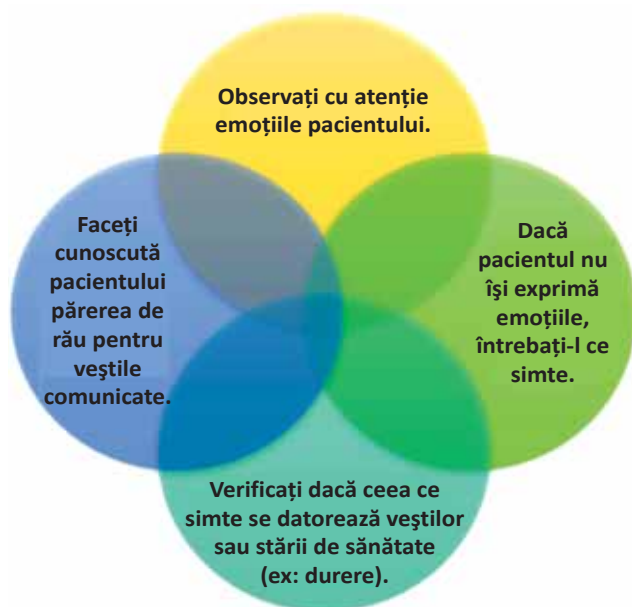 Observați cu atenție
emoțiile pacientului.
Dacă
pacientul nu
îşi exprimă
emoțiile,
întrebați-l ce
simte.
Verificați dacă ceea ce
simte se datorează veştilor
sau stării de sănătate
(ex: durere).
Faceți
cunoscută
pacientului
părerea de
rău pentru
veştile
comunicate.